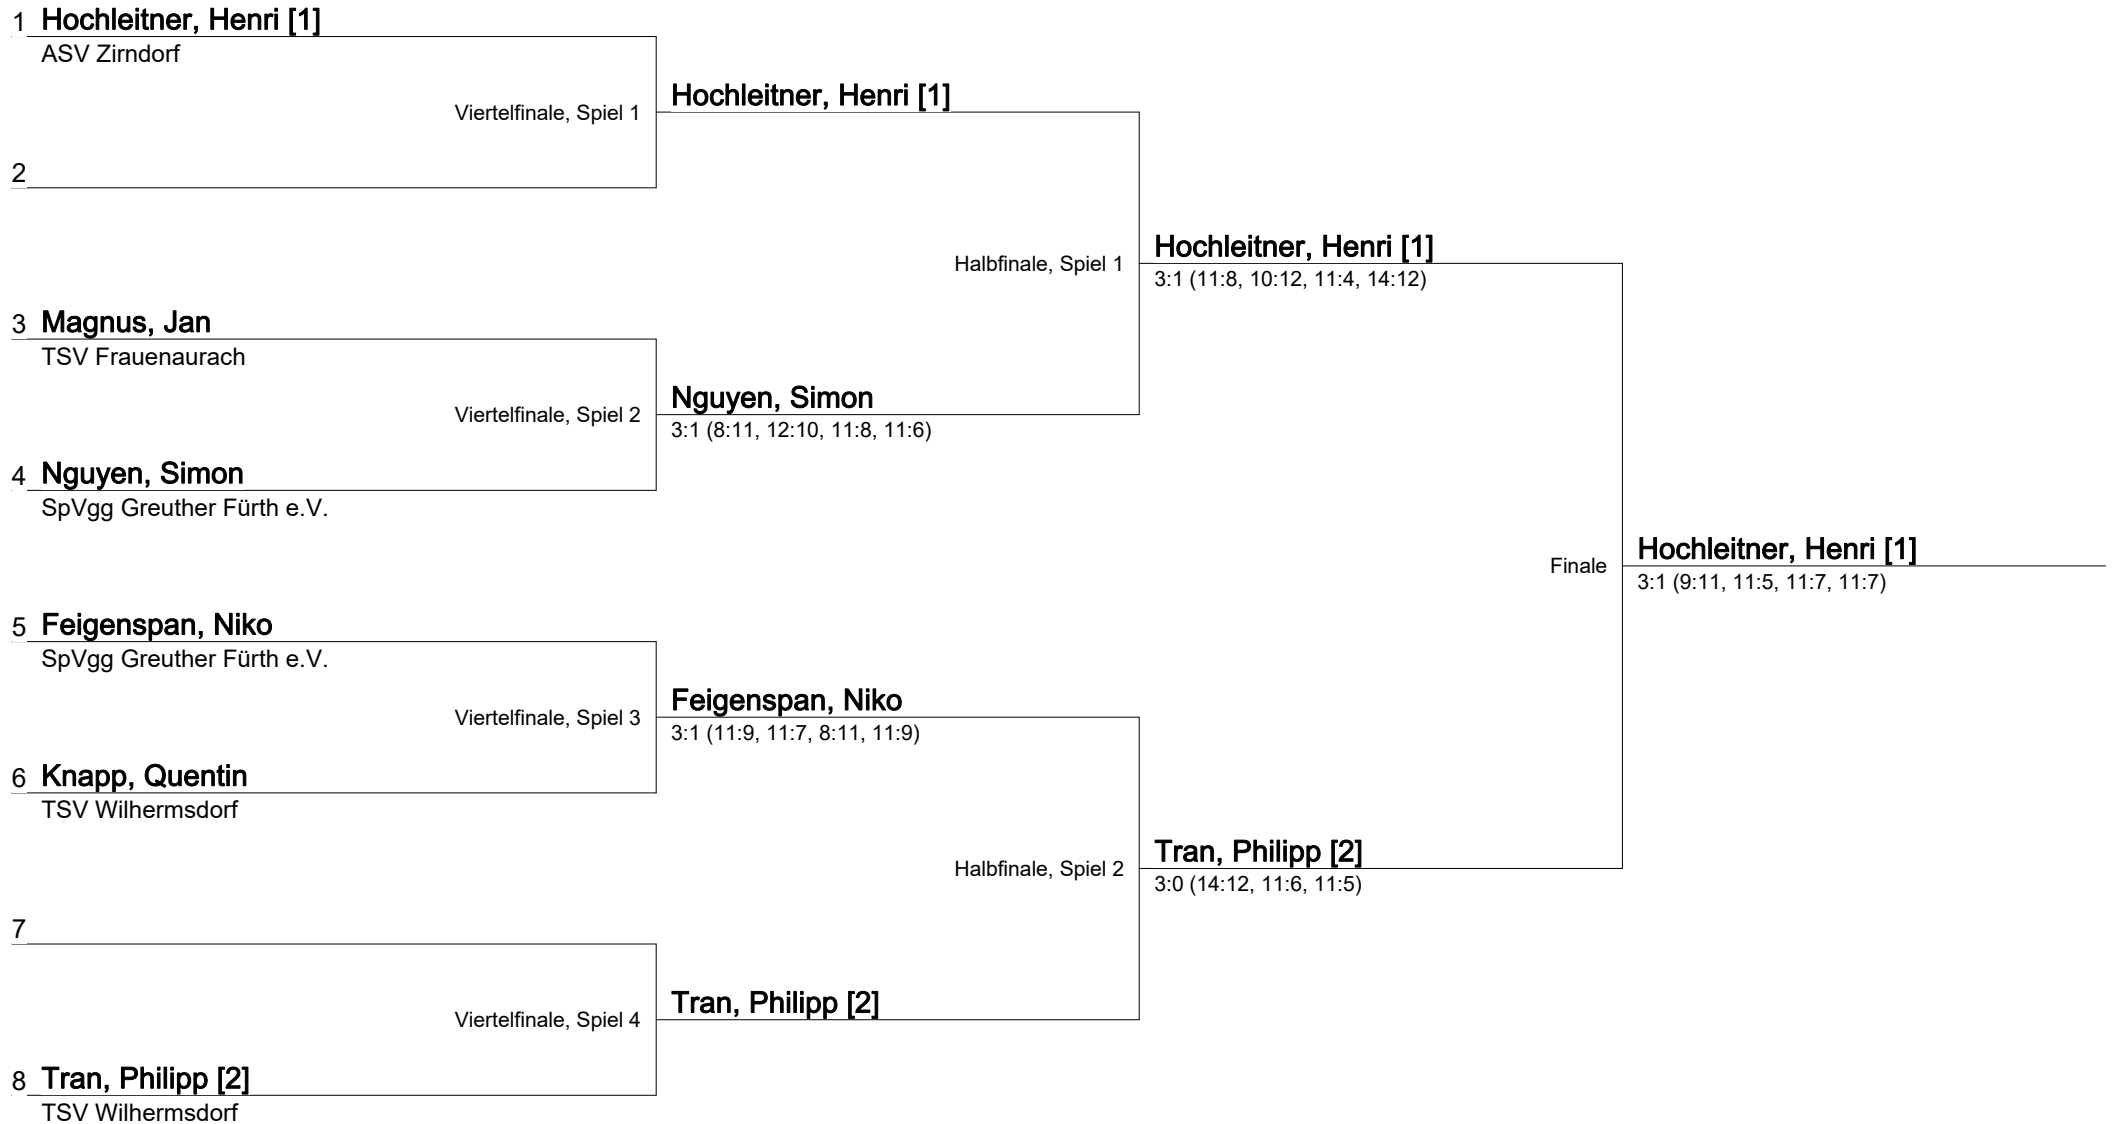 1 Hochleitner, Henri [1]
ASV Zirndorf
Viertelfinale, Spiel 1
Hochleitner, Henri [1]
2
Halbfinale, Spiel 1
Hochleitner, Henri [1]
3:1 (11:8, 10:12, 11:4, 14:12)
3 Magnus, Jan
TSV Frauenaurach
Viertelfinale, Spiel 2
Nguyen, Simon
3:1 (8:11, 12:10, 11:8, 11:6)
4 Nguyen, Simon
SpVgg Greuther Fürth e.V.
Finale
Hochleitner, Henri [1]
3:1 (9:11, 11:5, 11:7, 11:7)
5 Feigenspan, Niko
SpVgg Greuther Fürth e.V.
Viertelfinale, Spiel 3
Feigenspan, Niko
3:1 (11:9, 11:7, 8:11, 11:9)
6 Knapp, Quentin
TSV Wilhermsdorf
Halbfinale, Spiel 2
Tran, Philipp [2]
3:0 (14:12, 11:6, 11:5)
7
Viertelfinale, Spiel 4
Tran, Philipp [2]
8 Tran, Philipp [2]
TSV Wilhermsdorf